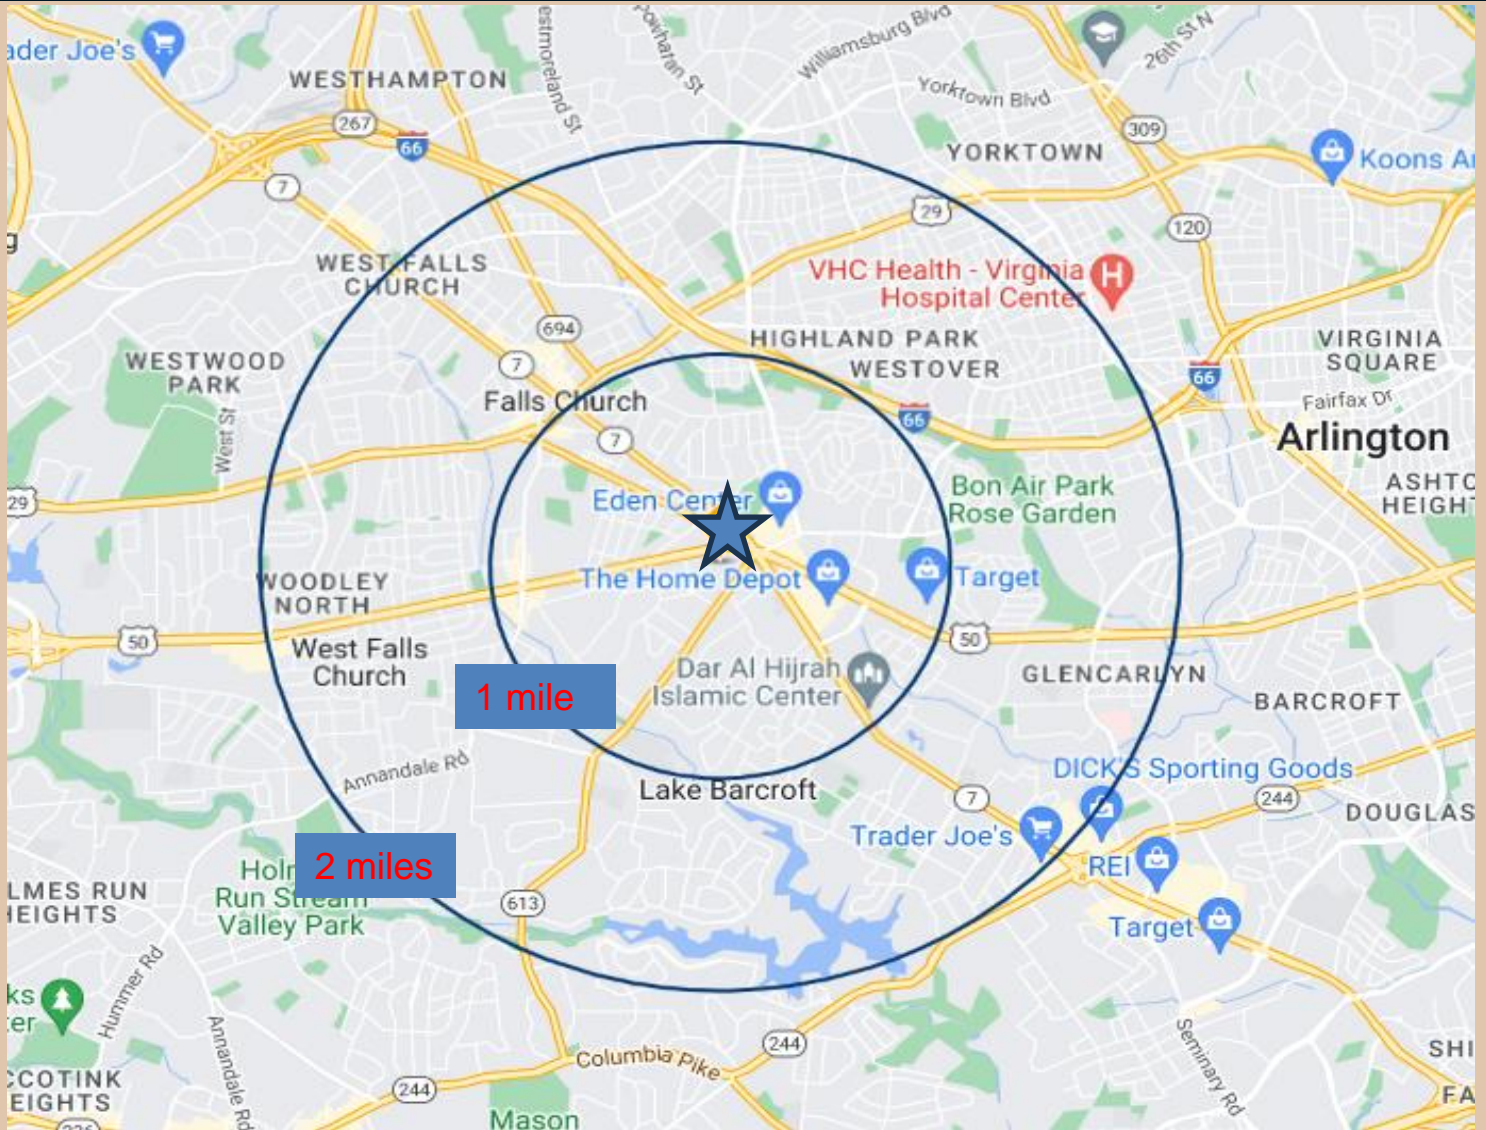 ader Joe's
WESTHAMPTON
estmoreland St
Powhatan St
Williamsburg Blvd
26th St N
Yorktown Blvd
267
66
309
YORKTOWN
Koons A
7
29
120
g
WEST FALLS
CHURCH
VHC Health - Virginia
Hospital Center
694
HIGHLAND PARK
WESTOVER
VIRGINIA
SQUARE
WESTWOOD
PARK
7
66
Falls Church
Fairfax Dr
West St
7
66
Arlington
29
Eden Center
Bon Air Park
Rose Garden
ASHTO
HEIGHT
WOODLEY
NORTH
The Home Depot
Target
50
West Falls
Church
50
Dar Al Hijrah
Islamic Center
GLENCARLYN
1 mile
BARCROFT
Annandale Rd
Lake Barcroft
DICK'S Sporting Goods
7
244
DOUGLAS
Trader Joe's
2 miles
Hol
Run Stream
Valley Park
REI
LMES RUN
HEIGHTS
613
Target
Hummer Rd
ks
ter
Annandale Rd
244
Columbia Pike
Seminary Rd
SHI
CCOTINK
EIGHTS
244
FA
Mason
236